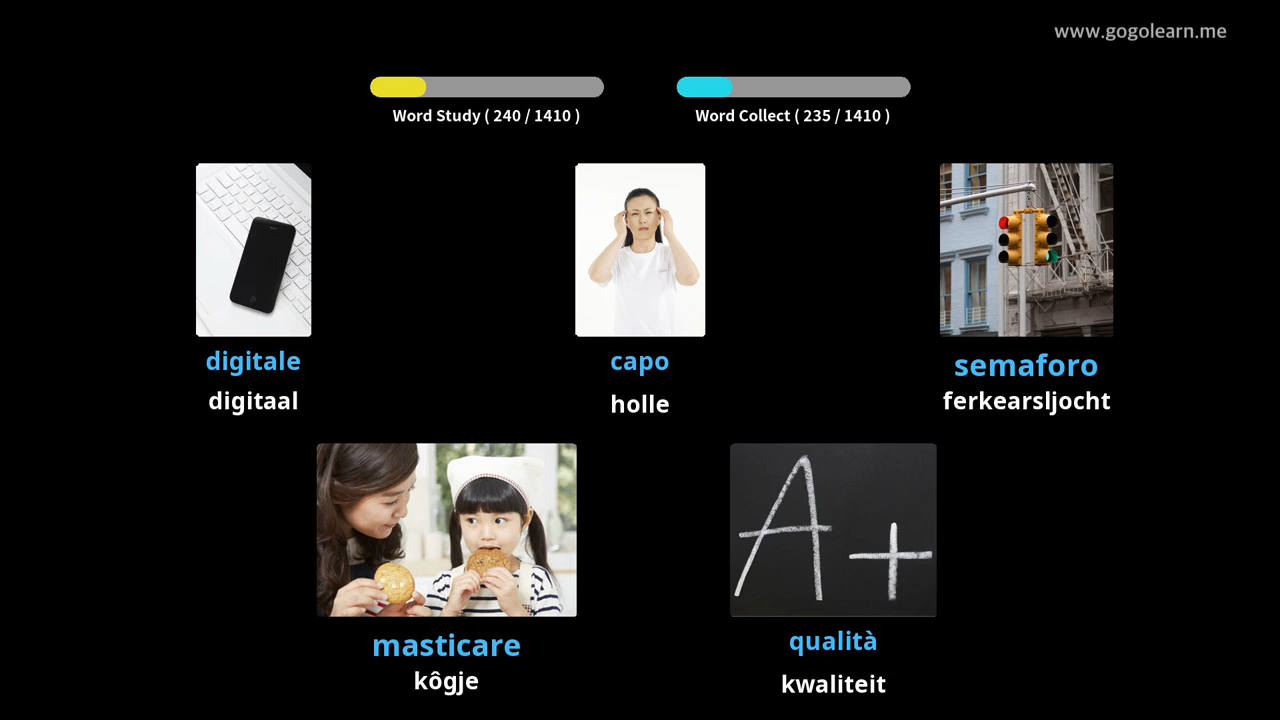 www.gogolearn.me
Word Study ( 240 / 1410 )
Word Collect ( 235 / 1410 )
digitale
digitaal
capo
holle
semaforo
ferkearsljocht
masticare
kôgje
A+
qualità
kwaliteit